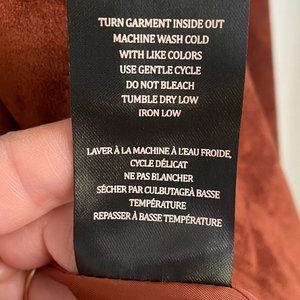 TURN GARMENT INSIDE OUT
MACHINE WASH COLD
WITH LIKE COLORS
USE GENTLE CYCLE
DO NOT BLEACH
TUMBLE DRY LOW
IRON LOW
LAVER À LA MACHINE À L'EAU FROIDE,
CYCLE DÉLICAT
NE PAS BLANCHER
SÉCHER PAR CULBUTAGEÀ BASSE
TEMPÉRATURE
REPASSER À BASSE TEMPÉRATURE